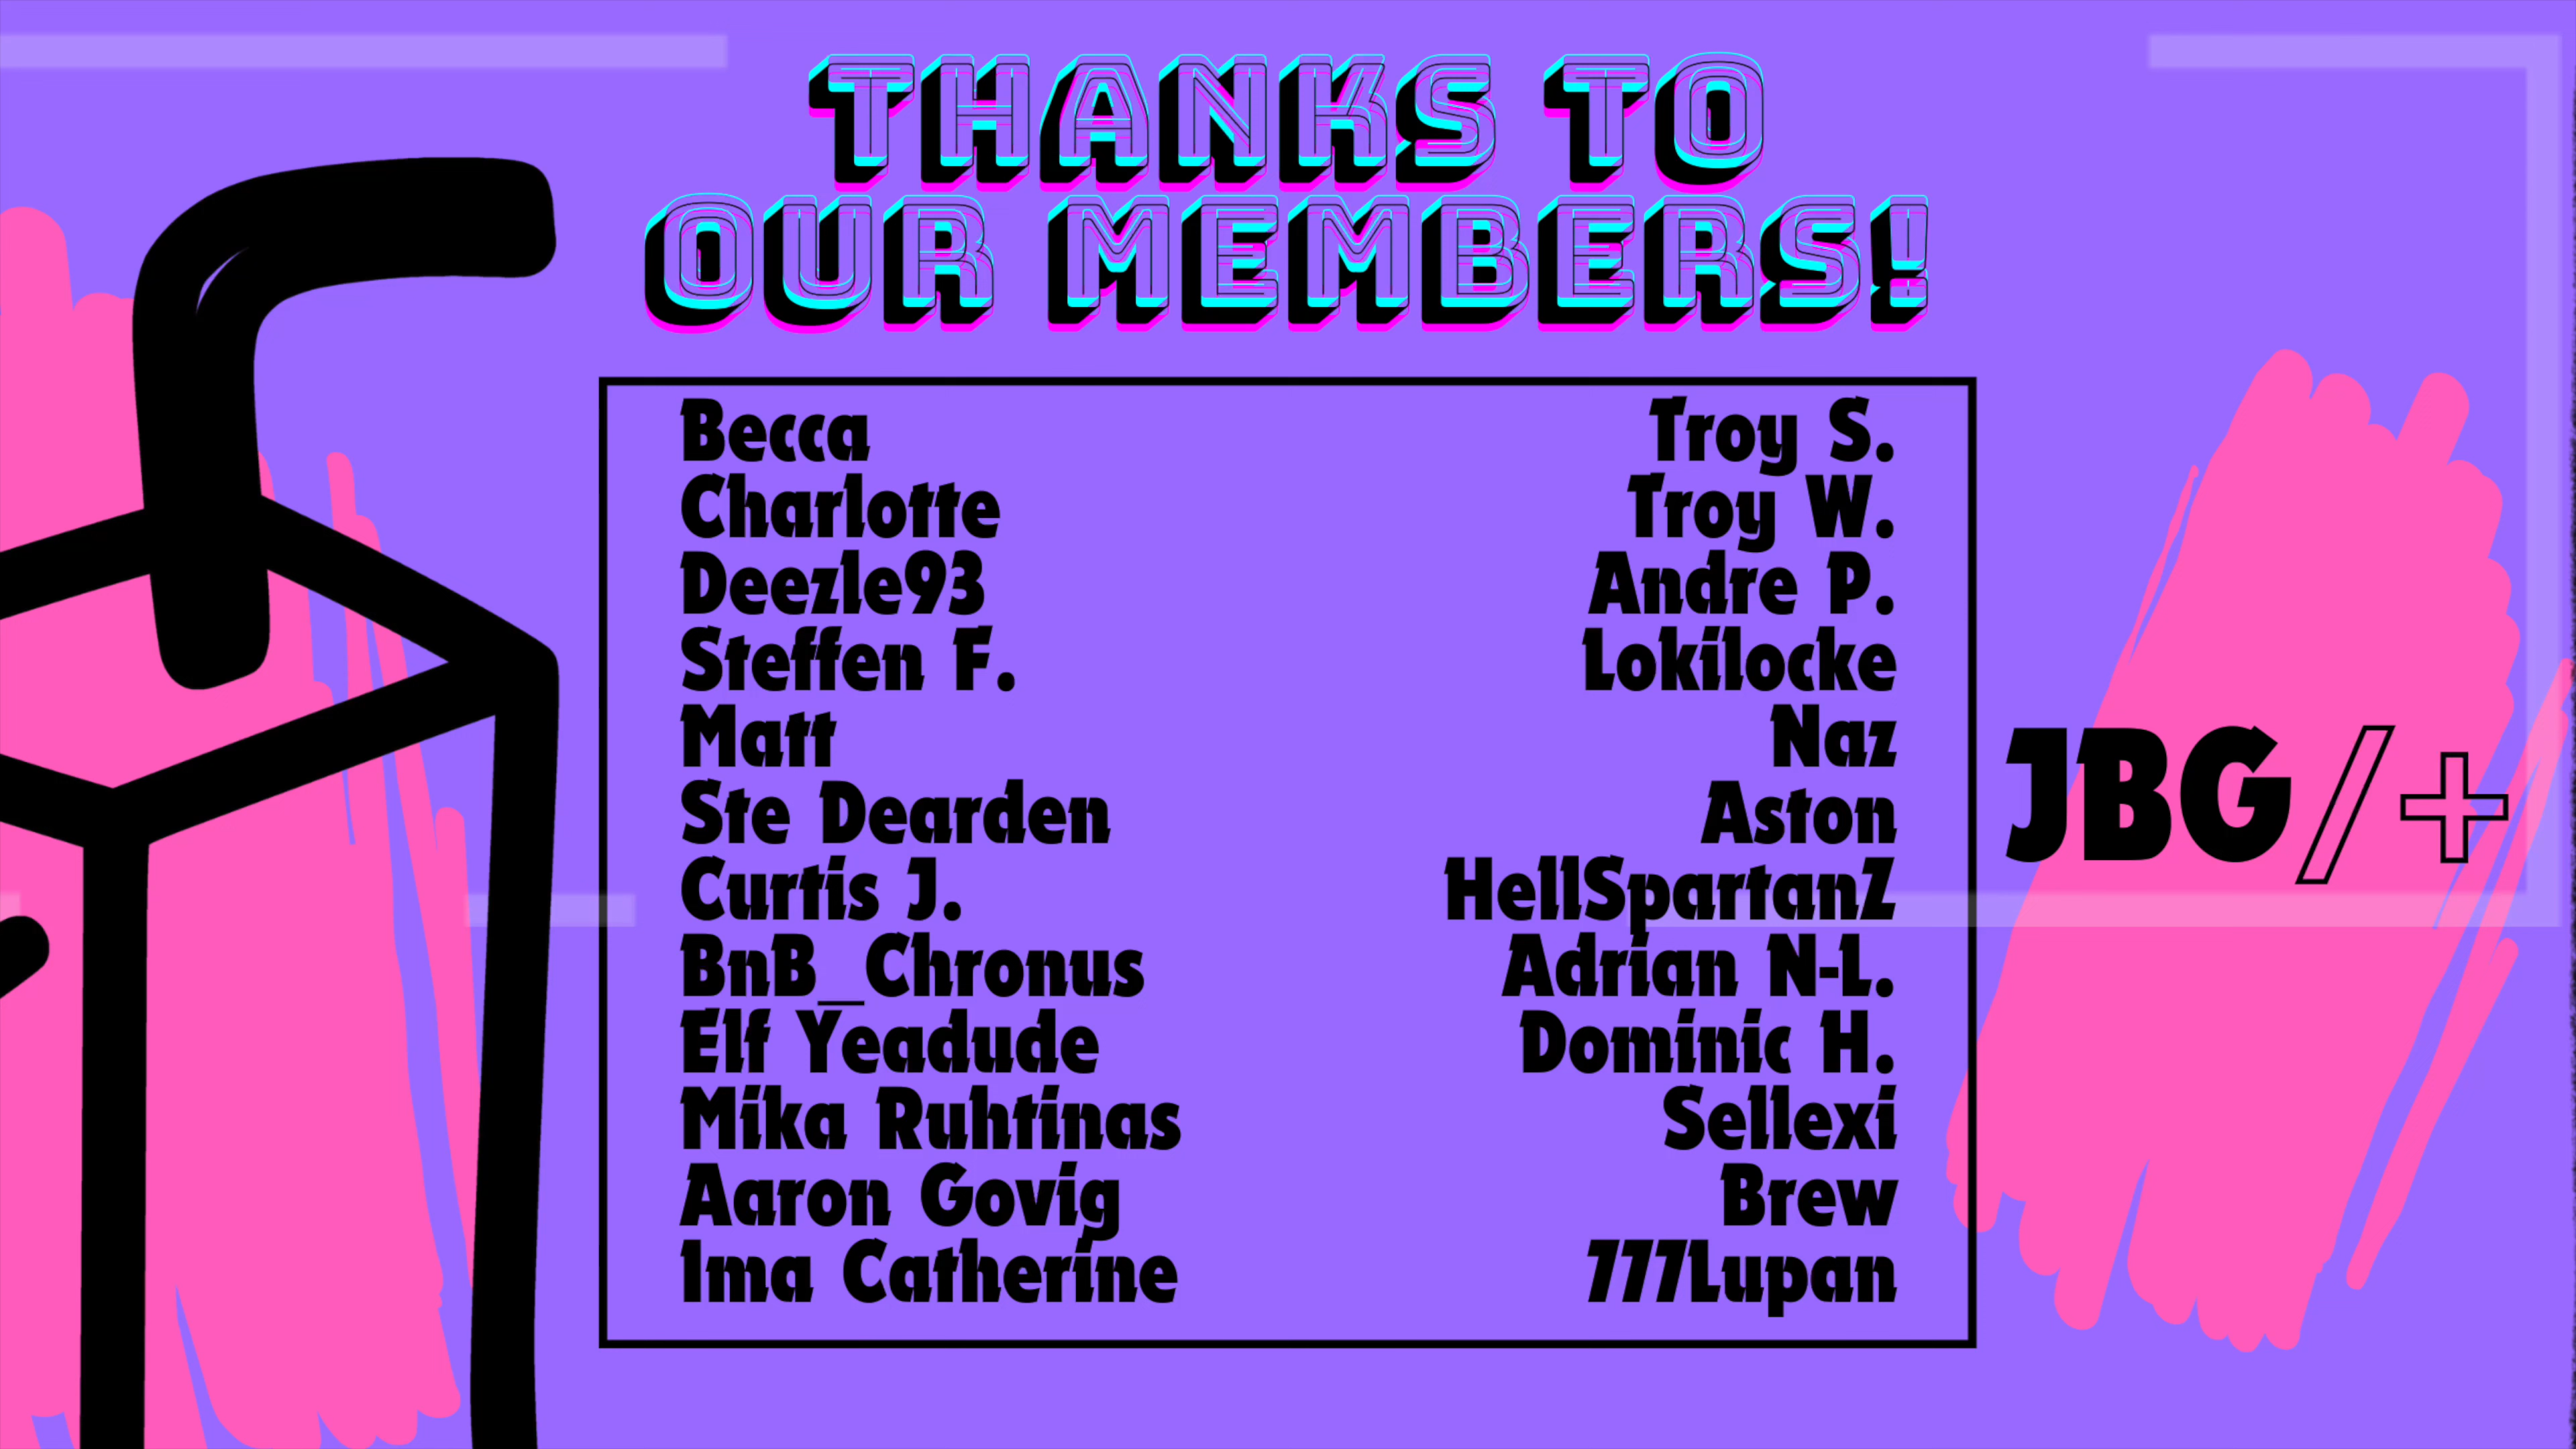 THANKS TO
OUR MEMBERS!
Becca
Charlotte
Deezle93
Steffen F.
Matt
Ste Dearden
Curtis J.
BnB_Chronus
Elf Yeadude
Mika Ruhtinas
Aaron Govig
Ima Catherine
Troy S.
Troy W.
Andre P.
Lokilocke
Naz
Aston
HellSpartanZ
Adrian N-L.
Dominic H.
Sellexi
Brew
777Lupan
JBG/+